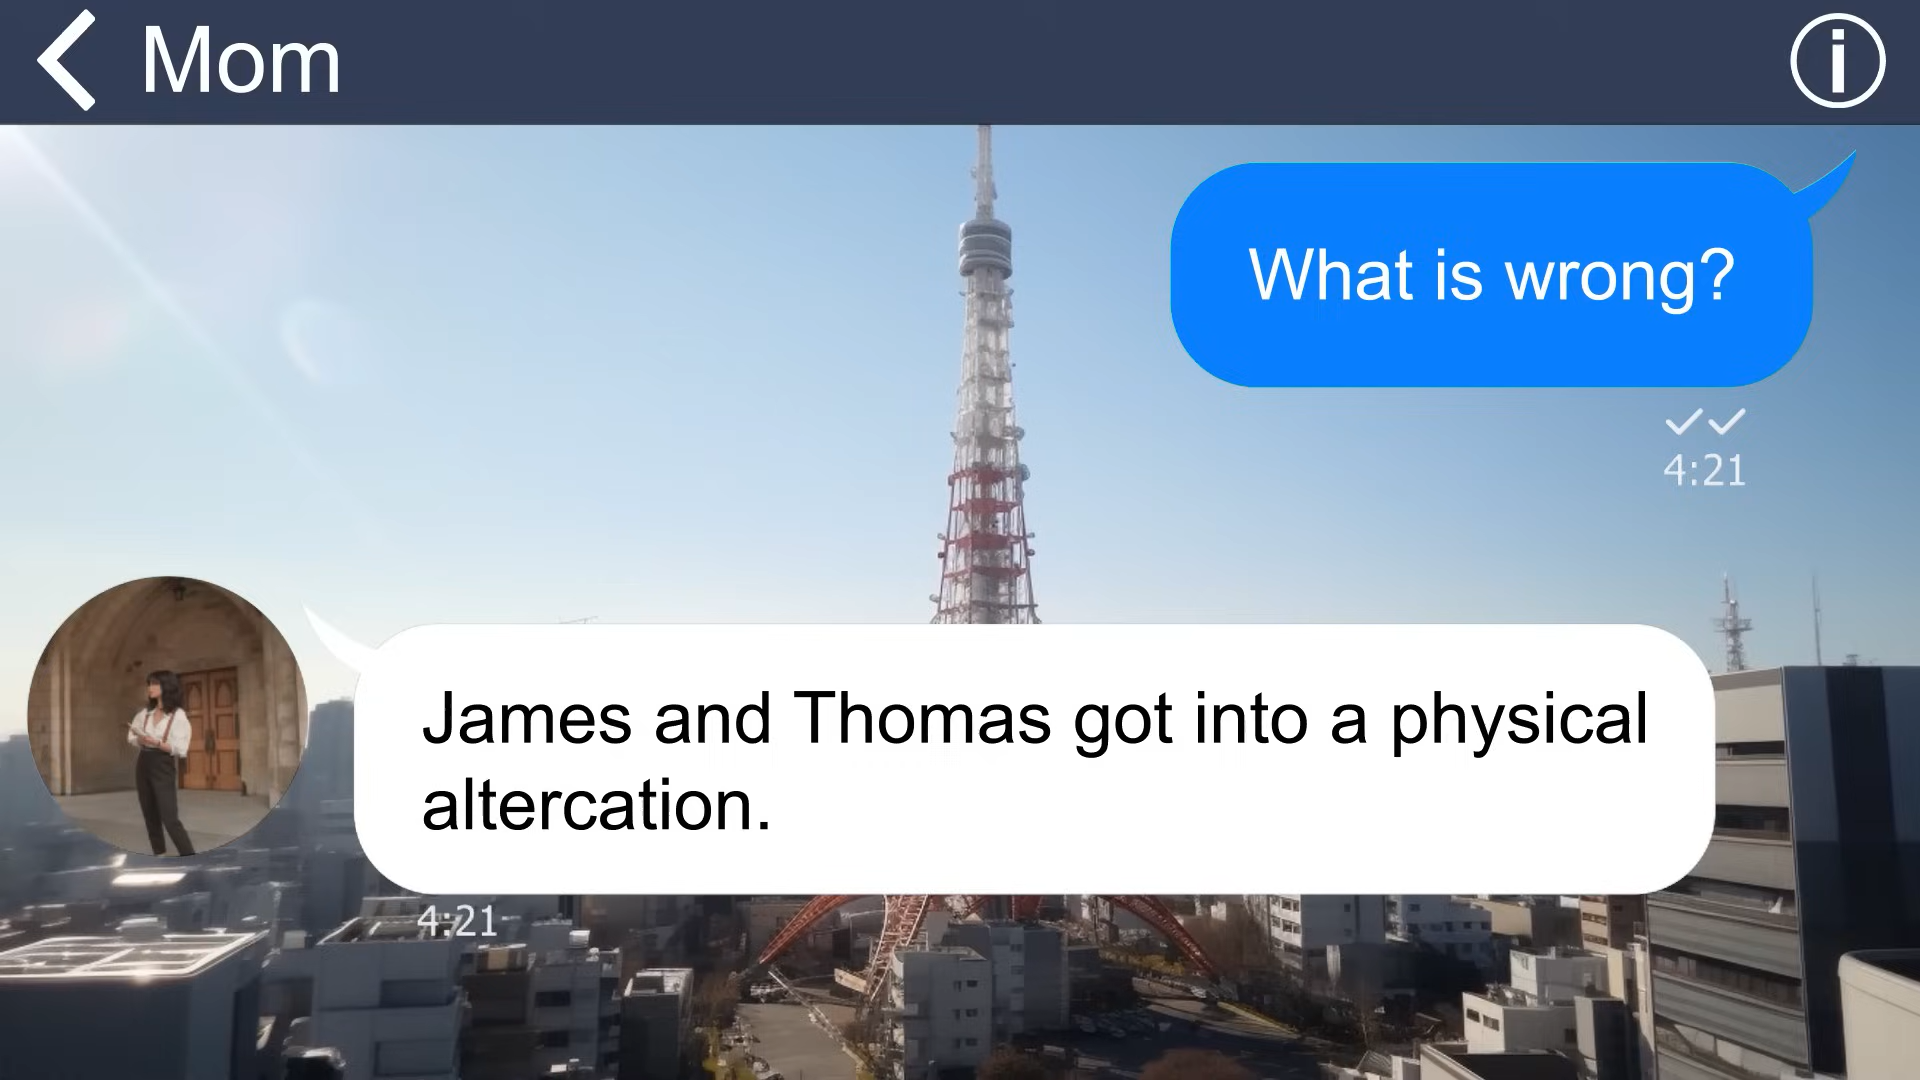 Mom
What is wrong?
4:21
James and Thomas got into a physical
altercation.
4:21